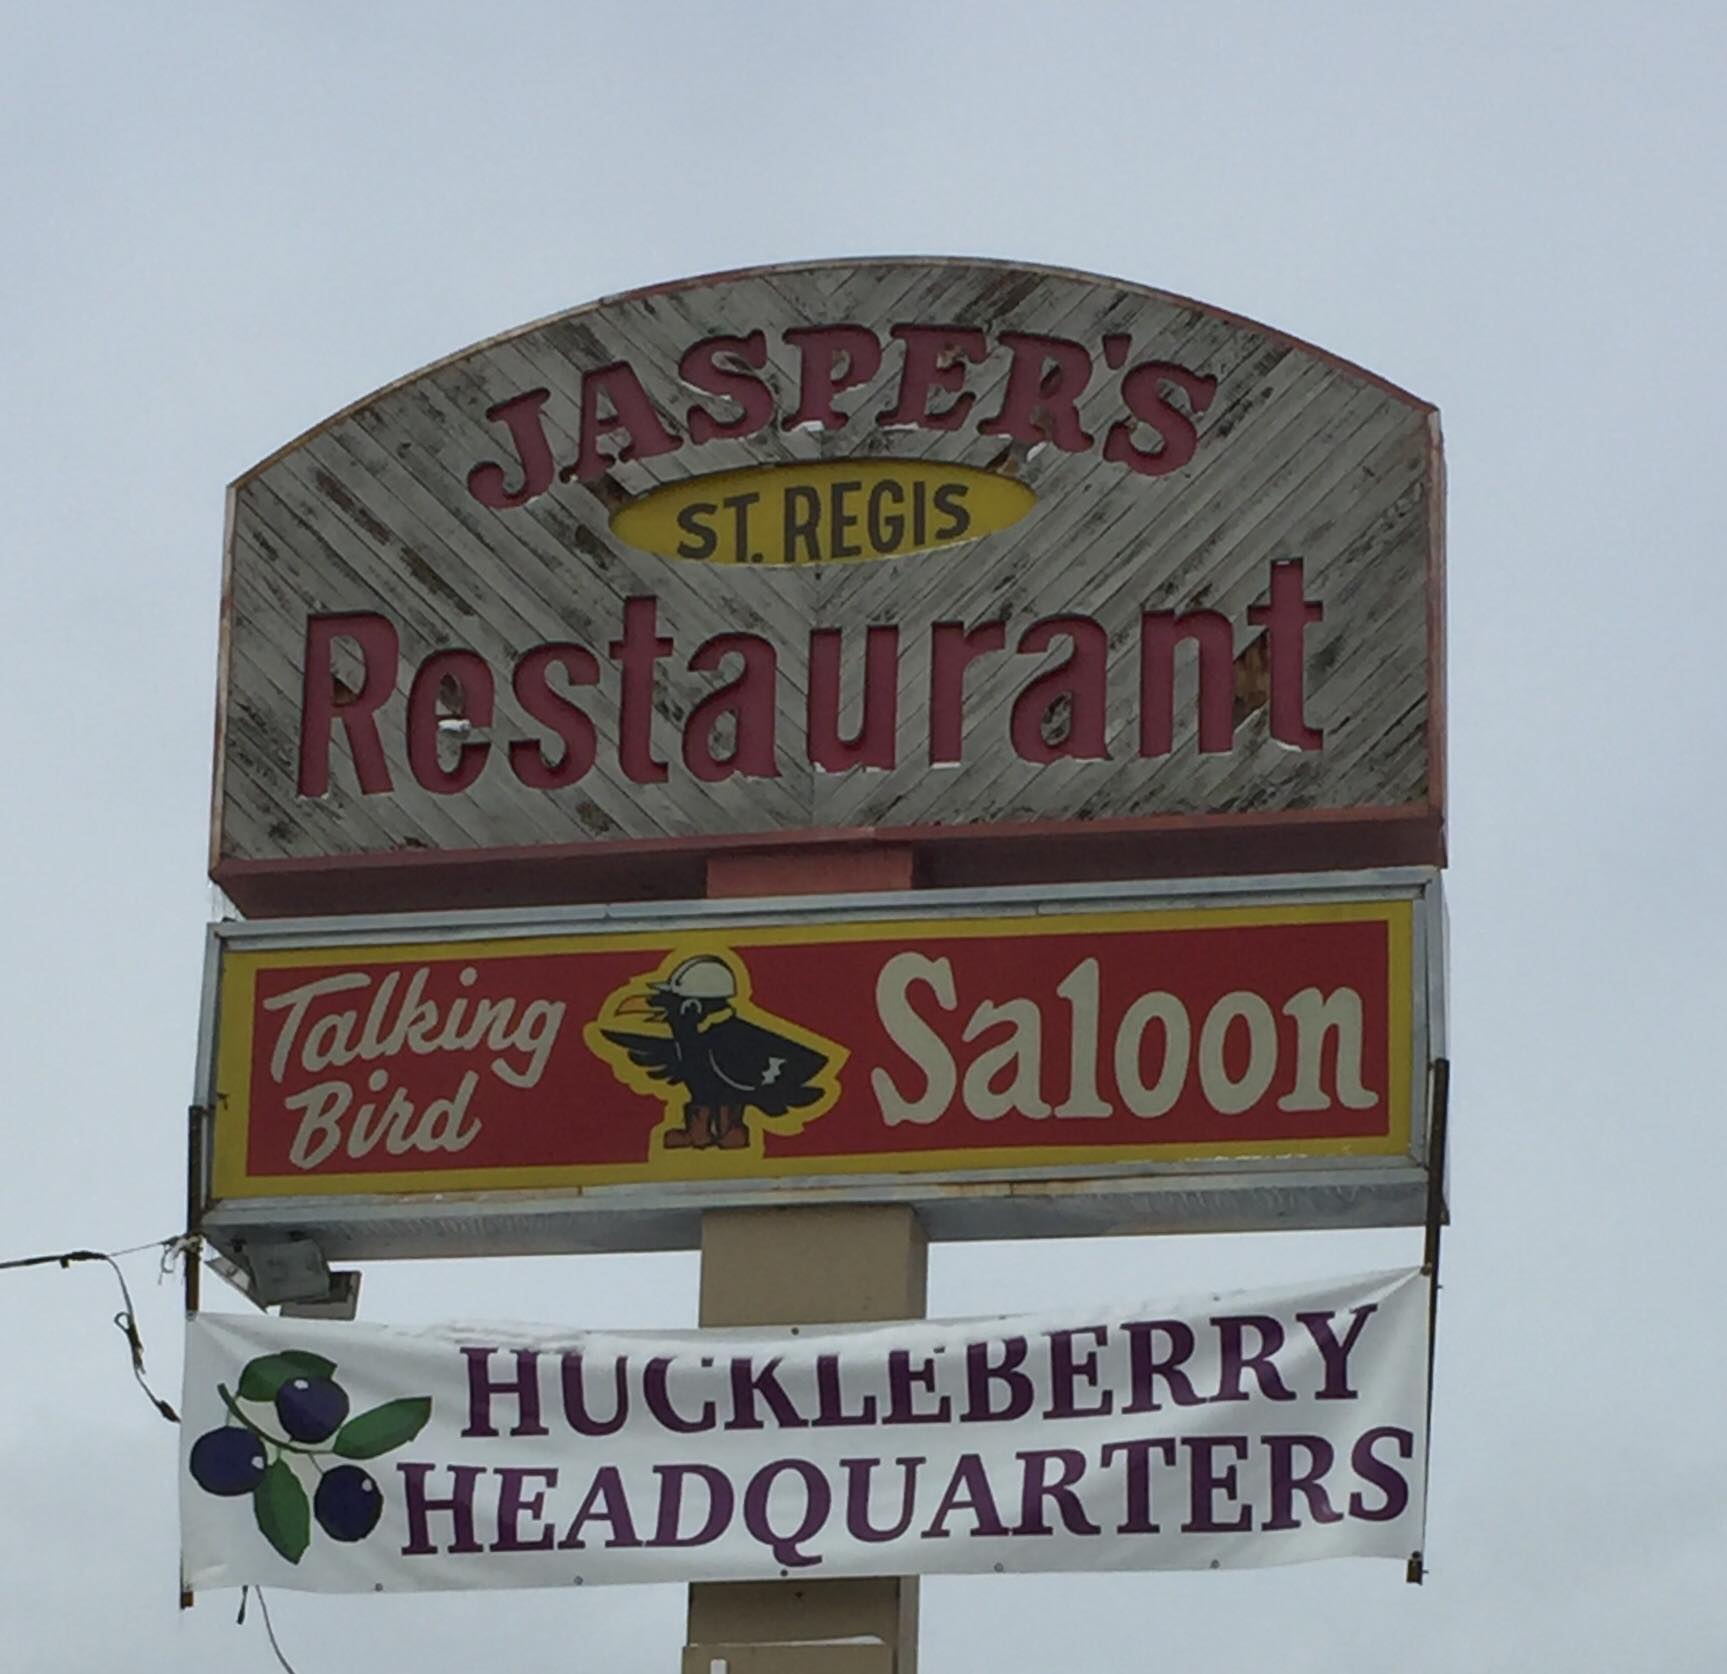 JASPER'S
ST. REGIS
Restaurant
Talking
Bird
Saloon
HUCKLEBERRY
HEADQUARTERS